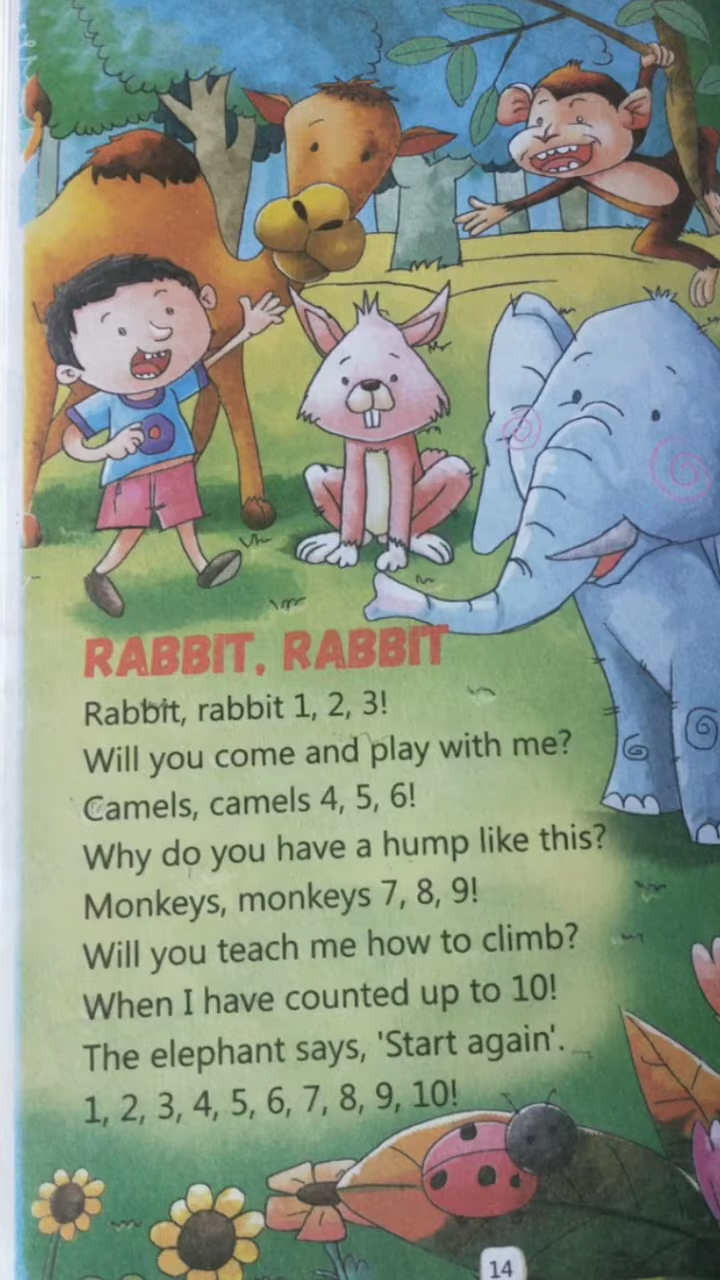 RABBIT, RABBIT
Rabbit, rabbit 1, 2, 3!
Will you come and play with me?
Camels, camels 4, 5, 6!
Why do you have a hump like this?
Monkeys, monkeys 7, 8, 9!
Will you teach me how to climb?
When I have counted up to 10!
The elephant says, 'Start again'.
1, 2, 3, 4, 5, 6, 7, 8, 9, 10!
14